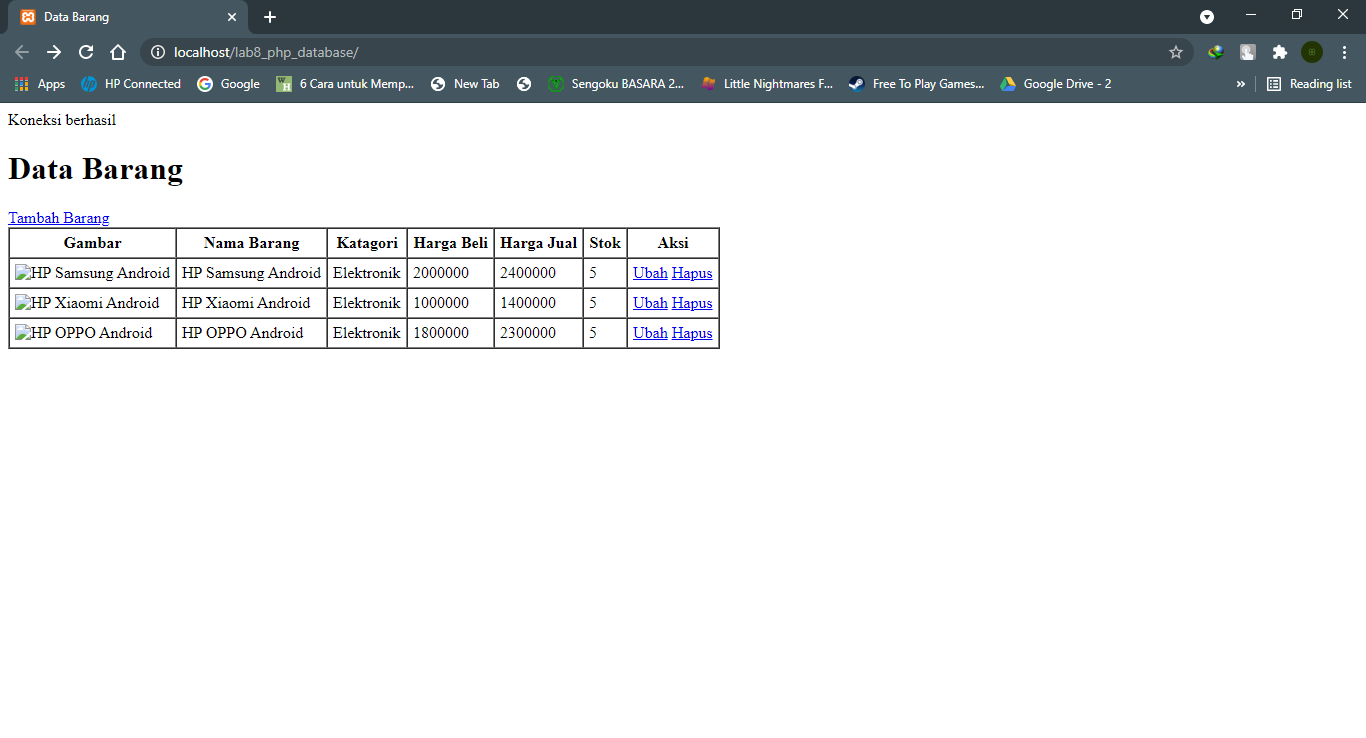 Data Barang
localhost/lab8_php_database/
Apps HP Connected Google 6 Cara untuk Memp... New Tab Sengoku BASARA 2... Little Nightmares F... Free To Play Games... Google Drive - 2 » Reading list
Koneksi berhasil
Data Barang
Tambah Barang
Gambar Nama Barang Katagori Harga Beli Harga Jual Stok Aksi
HP Samsung Android HP Samsung Android Elektronik 2000000 2400000 5 Ubah Hapus
HP Xiaomi Android HP Xiaomi Android Elektronik 1000000 1400000 5 Ubah Hapus
HP OPPO Android HP OPPO Android Elektronik 1800000 2300000 5 Ubah Hapus